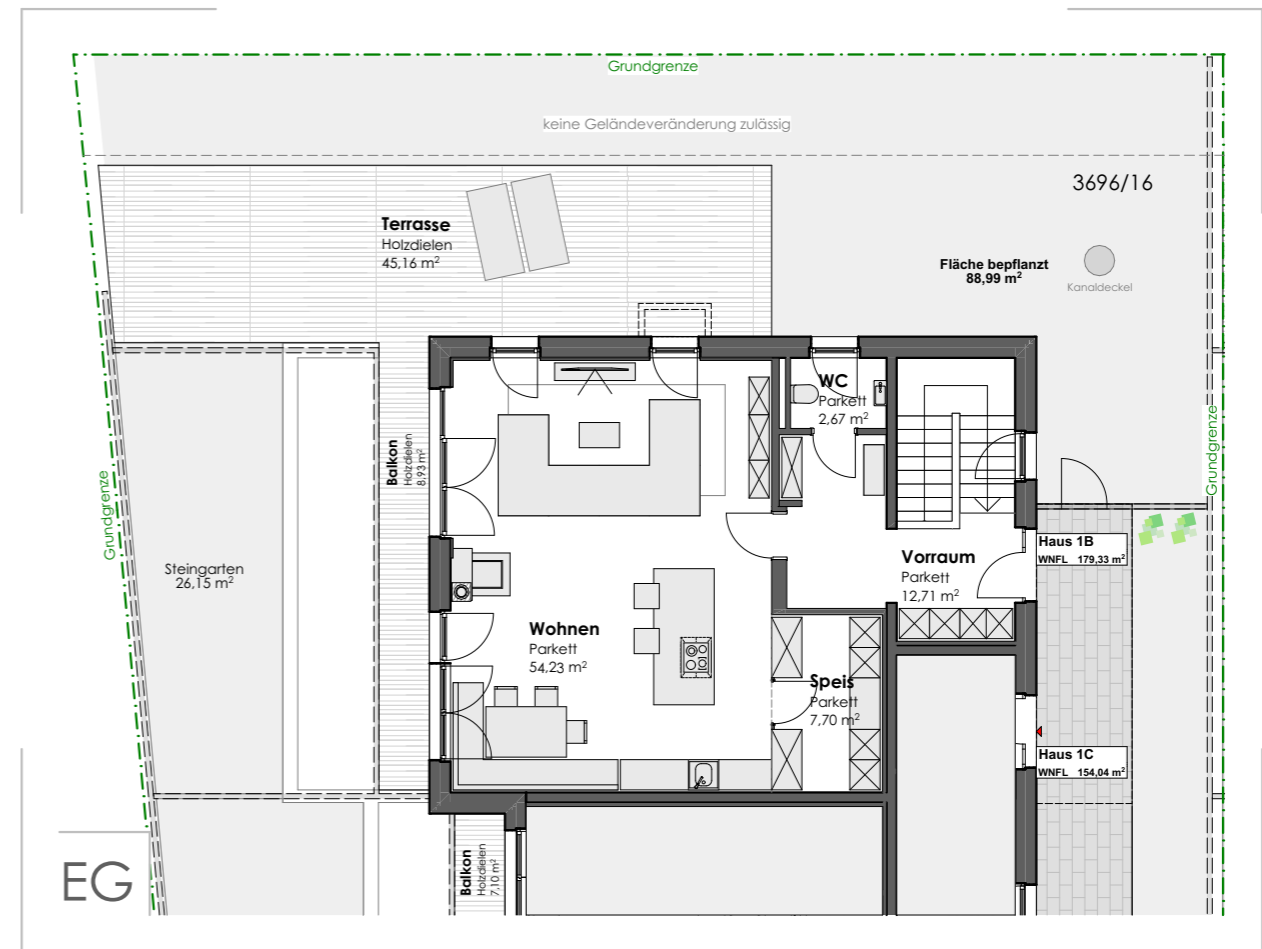 Grundgrenze
keine Geländeveränderung zulässig
3696/16
Terrasse
Holzdielen
45,16 m²
Fläche bepflanzt
88,99 m²
Kanaldeckel
WC
Parkett
2,67 m²
Balkon
Holzdielen
8,93 m²
Grundgrenze
Grundgrenze
Steingarten
26,15 m²
Haus 1B
WNFL 179,33 m²
Vorraum
Parkett
12,71 m²
Wohnen
Parkett
54,23 m²
Speis
Parkett
7,70 m²
Haus 1C
WNFL 154,04 m²
EG
Balkon
Holzdielen
7,10 m²